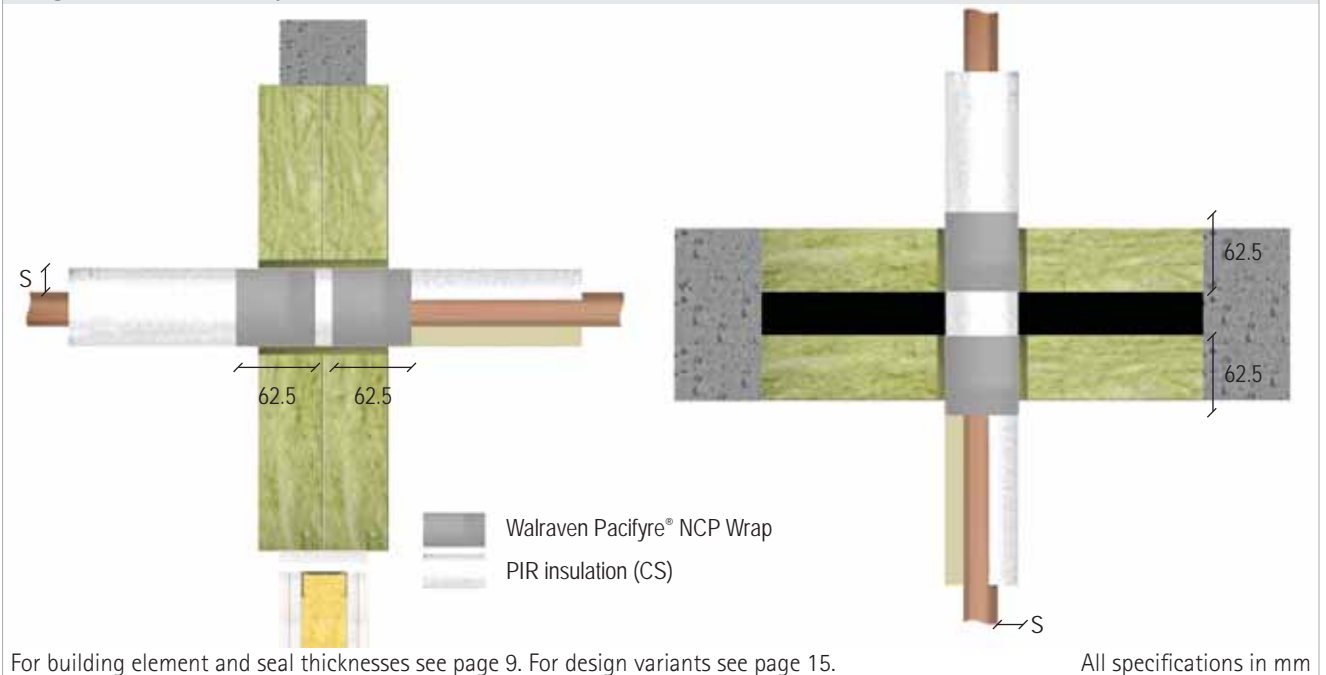 S
62.5 62.5
62.5
62.5
Walraven Pacifyre® NCP Wrap
PIR insulation (CS)
S
For building element and seal thicknesses see page 9. For design variants see page 15. All specifications in mm